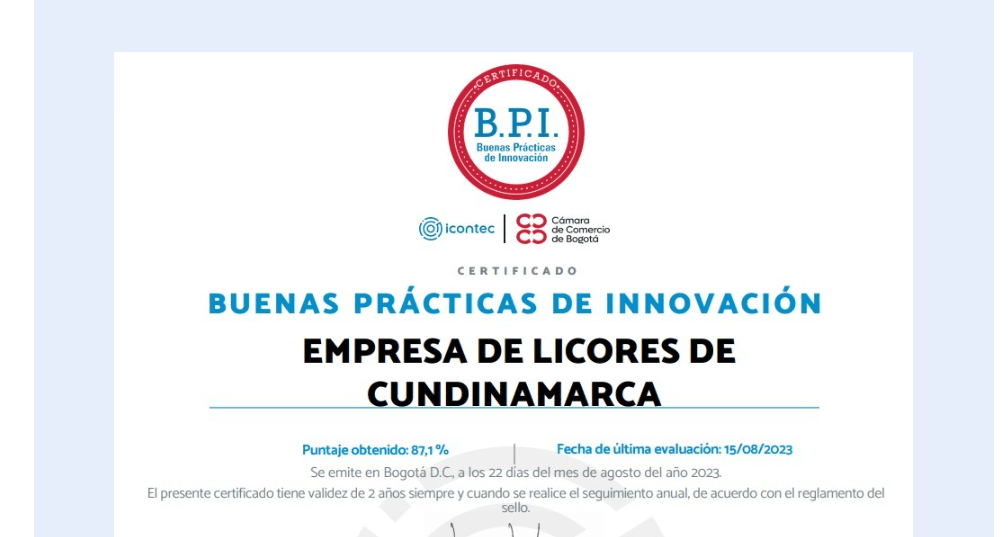 CERTIFICADO
B.P.I.
Buenas Prácticas
de Innovación
icontec
Cámara
de Comercio
de Bogotá
CERTIFICADO
BUENAS PRÁCTICAS DE INNOVACIÓN
EMPRESA DE LICORES DE
CUNDINAMARCA
Puntaje obtenido: 87,1 %
Fecha de última evaluación: 15/08/2023
Se emite en Bogotá D.C., a los 22 días del mes de agosto del año 2023.
El presente certificado tiene validez de 2 años siempre y cuando se realice el seguimiento anual, de acuerdo con el reglamento del
sello.